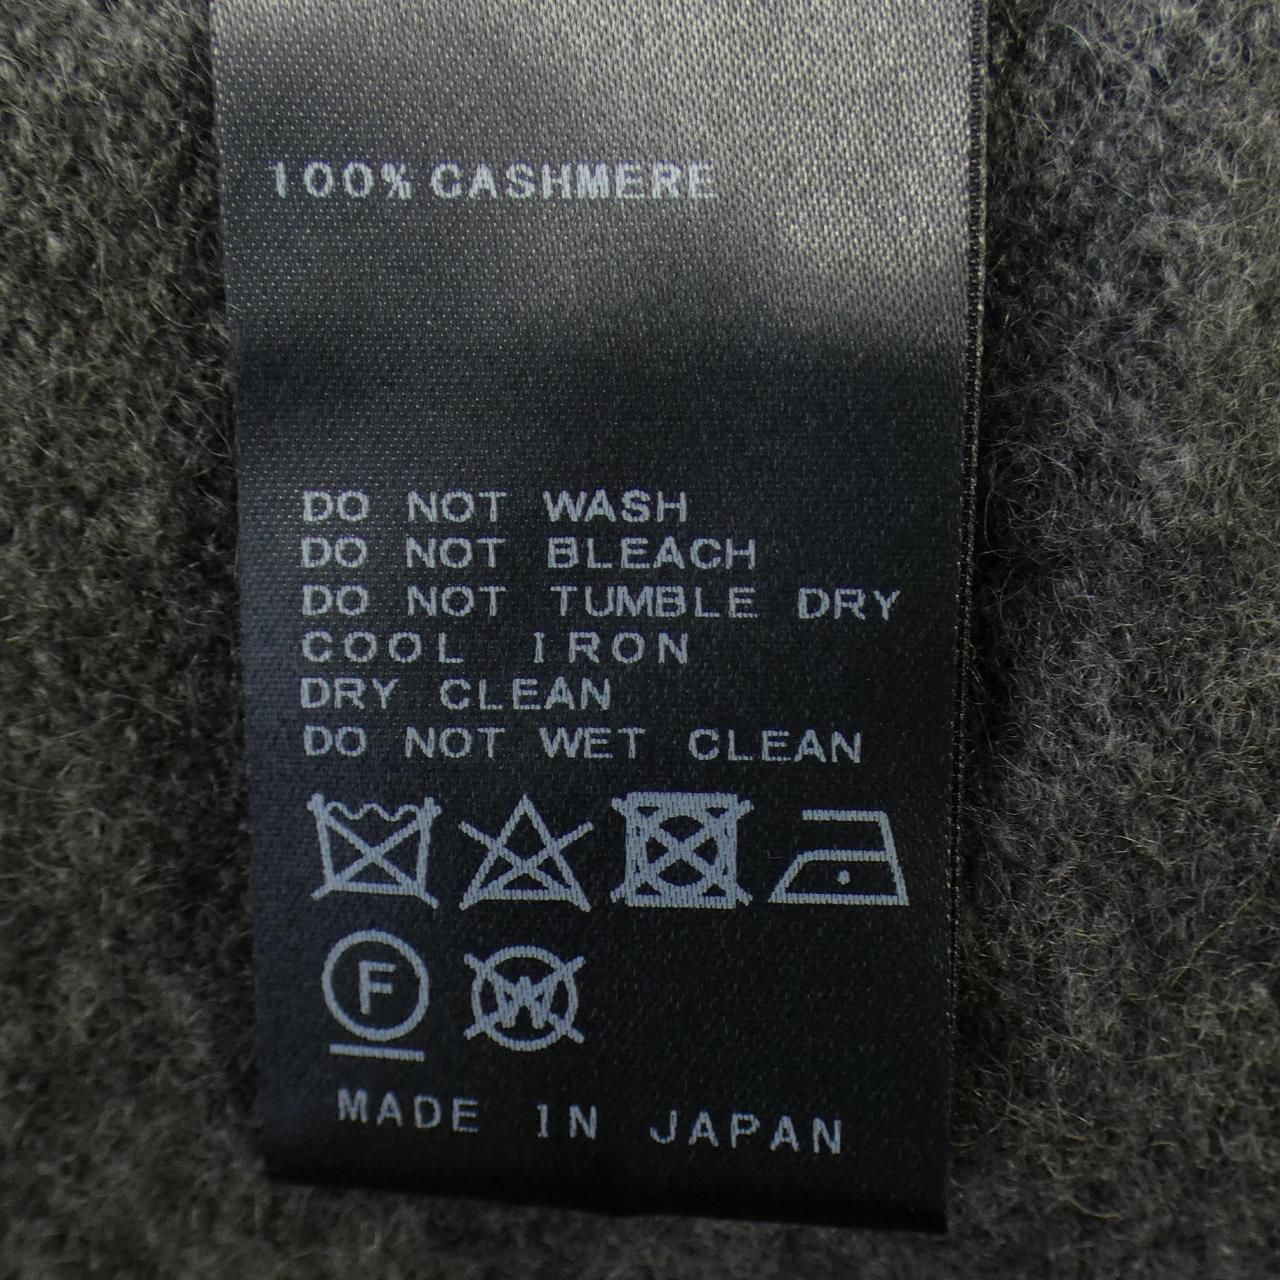 100% CASHMERE
DO NOT WASH
DO NOT BLEACH
DO NOT TUMBLE DRY
COOL IRON
DRY CLEAN
DO NOT WET CLEAN
F W
MADE IN JAPAN